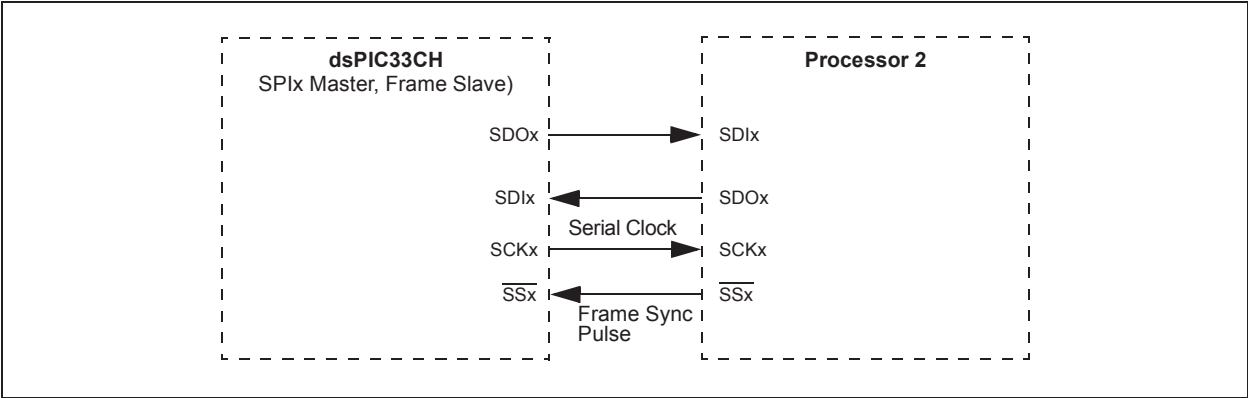 dsPIC33CH
SPIx Master, Frame Slave)
Processor 2
SDOx
SDIx
SDIx
SDOx
Serial Clock
SCKx
SCKx
SSx
SSx
Frame Sync
Pulse